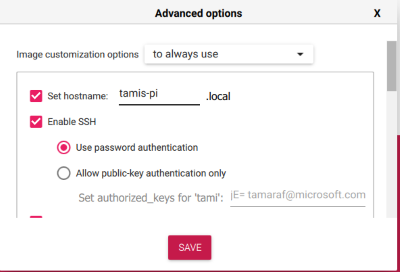 Advanced options X
Image customization options to always use
Set hostname: tamis-pi .local
Enable SSH
Use password authentication
Allow public-key authentication only
Set authorized_keys for 'tami': jE= tamaraf@microsoft.com
SAVE